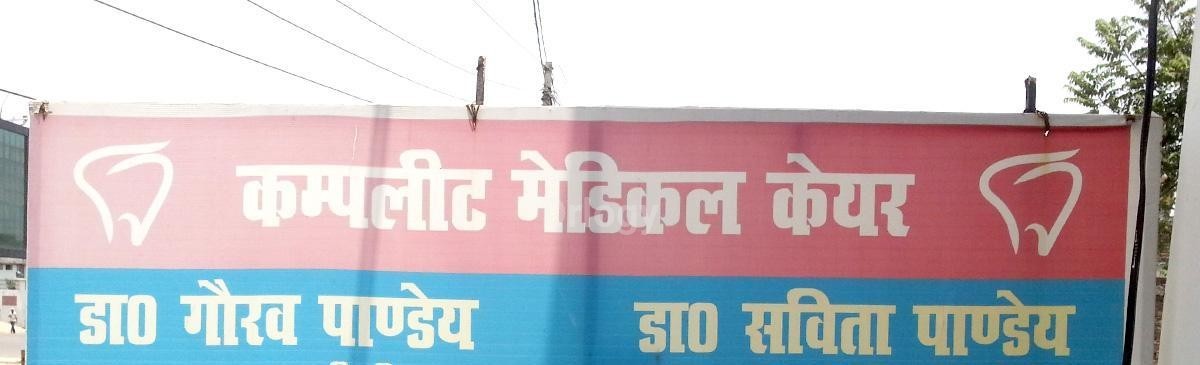 कम्पलीट मेडिकल केयर
डा0 गौरव पाण्डेय डा0 सविता पाण्डेय